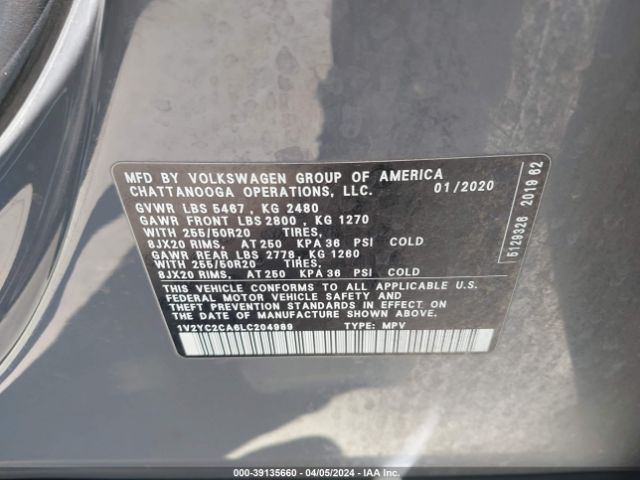 MFD BY VOLKSWAGEN GROUP OF AMERICA
CHATTANOOGA OPERATIONS, LLC. 01/2020
GVWR LBS 5467 , KG 2480
GAWR FRONT LBS 2800 , KG 1270
WITH 255/50R20 TIRES,
8JX20 RIMS, AT 250 KPA 36 PSI COLD
GAWR REAR LBS 2778 , KG 1260
WITH 255/50R20 TIRES,
8JX20 RIMS, AT 250 KPA 36 PSI COLD
THIS VEHICLE CONFORMS TO ALL APPLICABLE U.S.
FEDERAL MOTOR VEHICLE SAFETY AND
THEFT PREVENTION STANDARDS IN EFFECT ON
THE DATE OF MANUFACTURE SHOWN ABOVE.
1V2YC2CA6LC204989 TYPE: MPV
5129326 2019 62
000-39135660 - 04/05/2024 - © IAA Holdings, LLC